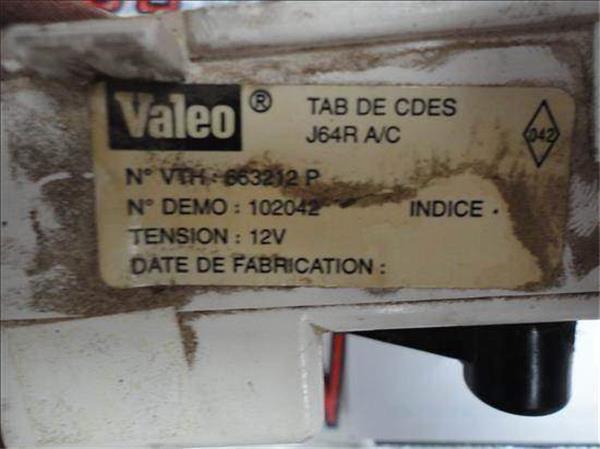 Valeo ® TAB DE CDES
J64R A/C
042
N° VTH : 663212 P
N° DEMO : 102042 INDICE .
TENSION : 12V
DATE DE FABRICATION :